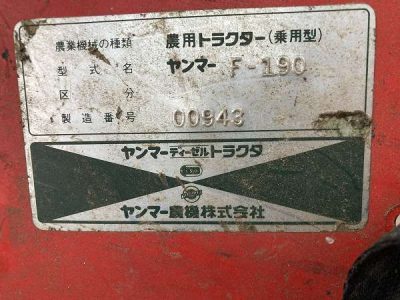 農業機械の種類 農用トラクター(乗用型)
型式名 ヤンマー F-190
区分
製造番号 00943
ヤンマーディーゼルトラクタ
ヤンマー農機株式会社